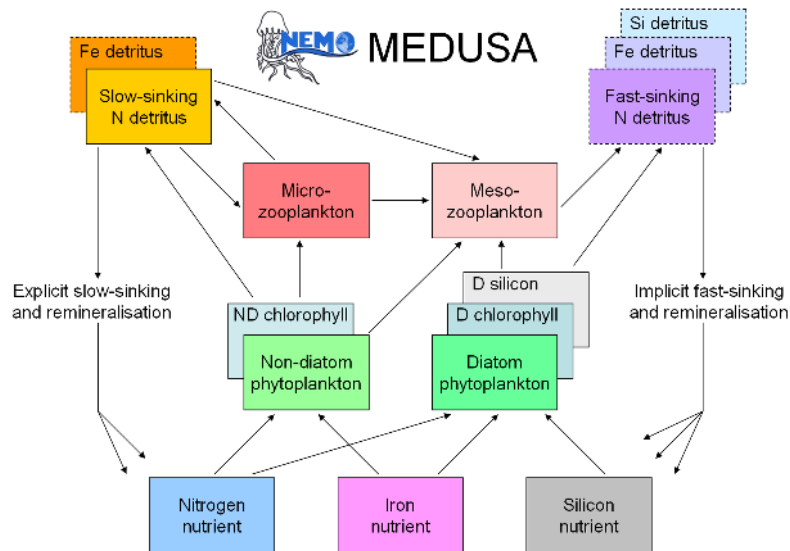 NEMO MEDUSA
Fe detritus
Slow-sinking
N detritus
Si detritus
Fe detritus
Fast-sinking
N detritus
Micro-
zooplankton
Meso-
zooplankton
Explicit slow-sinking
and remineralisation
D silicon
ND chlorophyll
D chlorophyll
Implicit fast-sinking
and remineralisation
Non-diatom
phytoplankton
Diatom
phytoplankton
Nitrogen
nutrient
Iron
nutrient
Silicon
nutrient